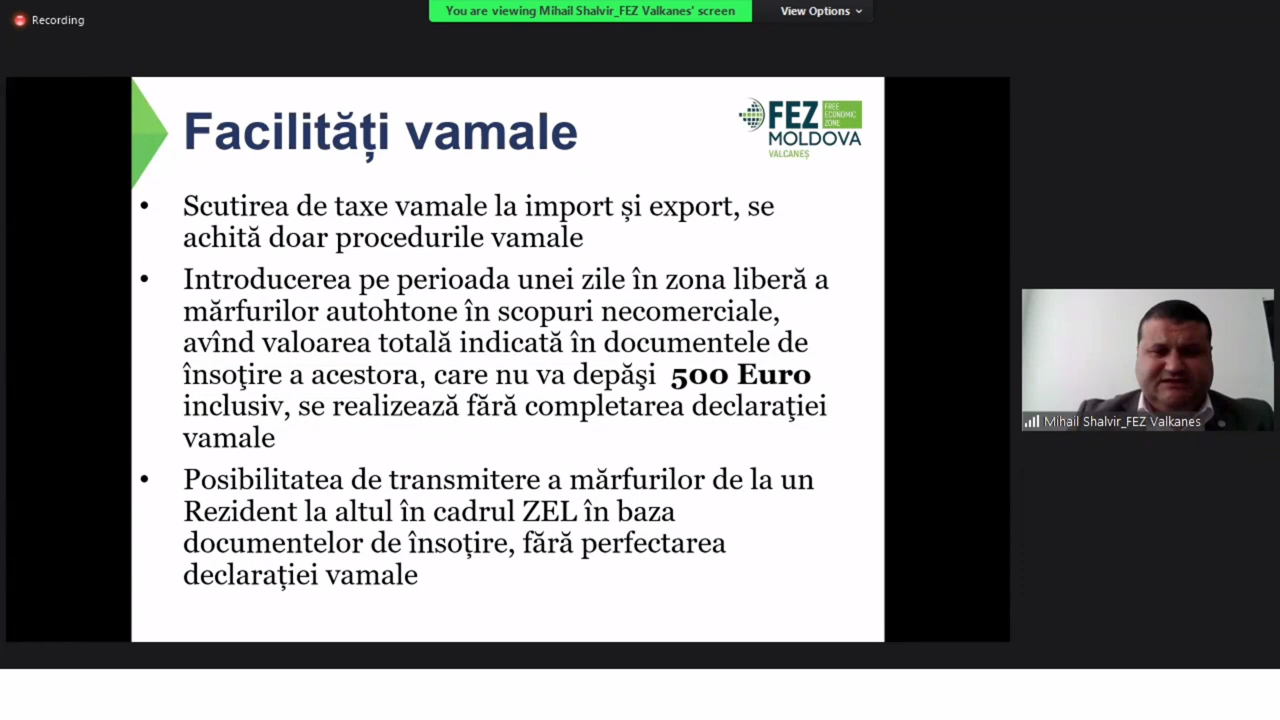 Recording
You are viewing Mihail Shalvir_FEZ Valkanes' screen
View Options
Facilități vamale
FEZ
FREE
ECONOMIC
ZONE
MOLDOVA
VALCANEȘ
• Scutirea de taxe vamale la import și export, se
achită doar procedurile vamale
• Introducerea pe perioada unei zile în zona liberă a
mărfurilor autohtone în scopuri necomerciale,
avînd valoarea totală indicată în documentele de
însoţire a acestora, care nu va depăşi 500 Euro
inclusiv, se realizează fără completarea declaraţiei
vamale
• Posibilitatea de transmitere a mărfurilor de la un
Rezident la altul în cadrul ZEL în baza
documentelor de însoțire, fără perfectarea
declarației vamale
Mihail Shalvir_FEZ Valkanes